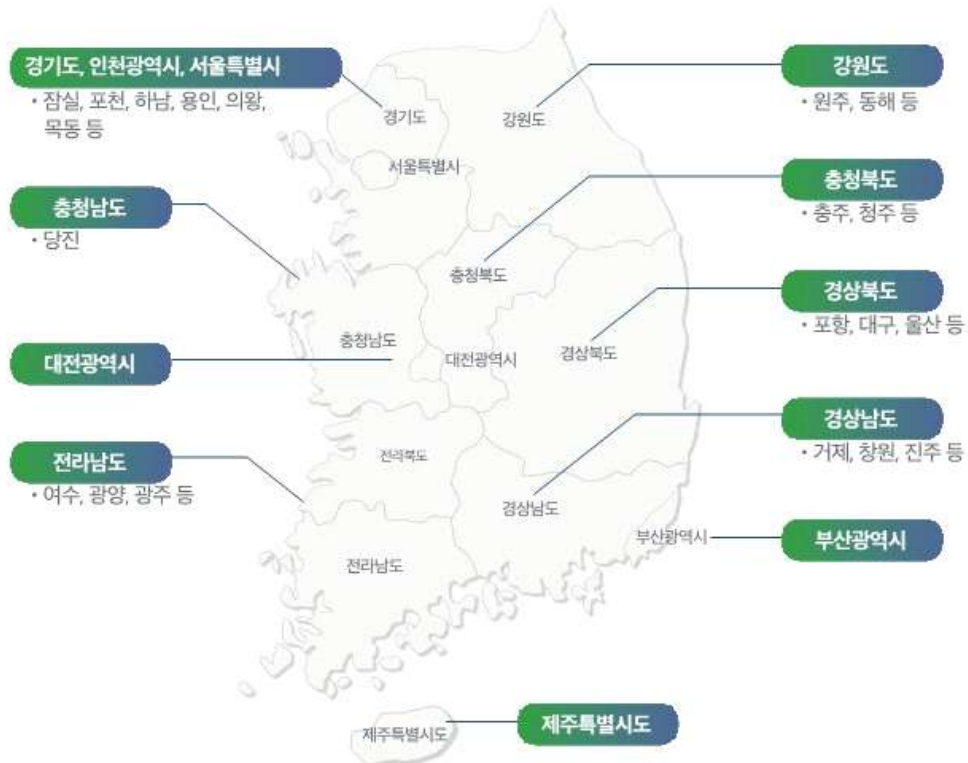 경기도, 인천광역시, 서울특별시
· 잠실, 포천, 하남, 용인, 의왕,
목동 등
충청남도
· 당진
대전광역시
전라남도
· 여수, 광양, 광주 등
경기도
강원도
서울특별시
충청북도
충청남도
대전광역시
경상북도
전라북도
경상남도
부산광역시
전라남도
제주특별시도
강원도
· 원주, 동해 등
충청북도
· 충주, 청주 등
경상북도
· 포항, 대구, 울산 등
경상남도
· 거제, 창원, 진주 등
부산광역시
제주특별시도